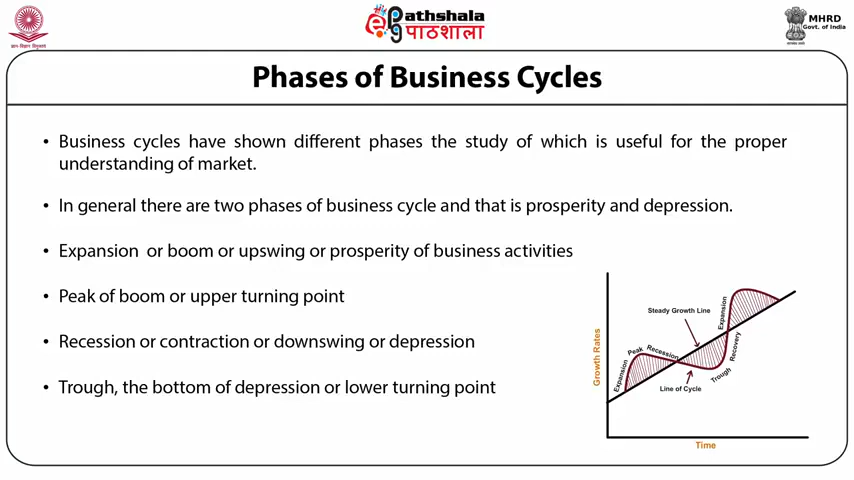 ePathshala
पाठशाला
MHRD
Govt. of India
Phases of Business Cycles
• Business cycles have shown different phases the study of which is useful for the proper
understanding of market.
• In general there are two phases of business cycle and that is prosperity and depression.
• Expansion or boom or upswing or prosperity of business activities
• Peak of boom or upper turning point
• Recession or contraction or downswing or depression
• Trough, the bottom of depression or lower turning point
Growth Rates
Steady Growth Line
Expansion
Peak
Recession
Line of Cycle
Trough
Recovery
Expansion
Time